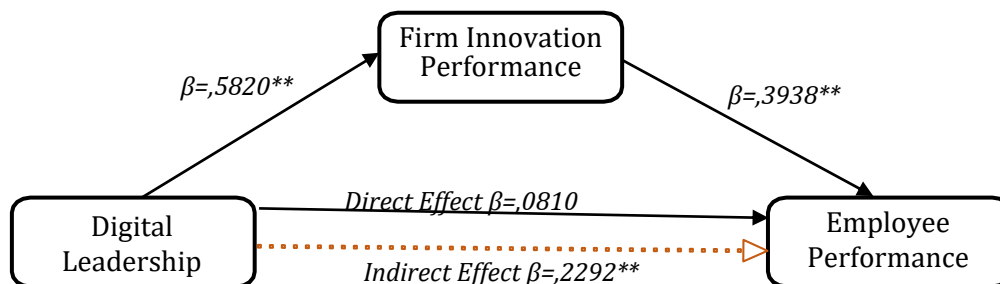 Firm Innovation
Performance
β=,5820**
β=,3938**
Direct Effect β=,0810
Digital
Leadership
Employee
Performance
Indirect Effect β=,2292**